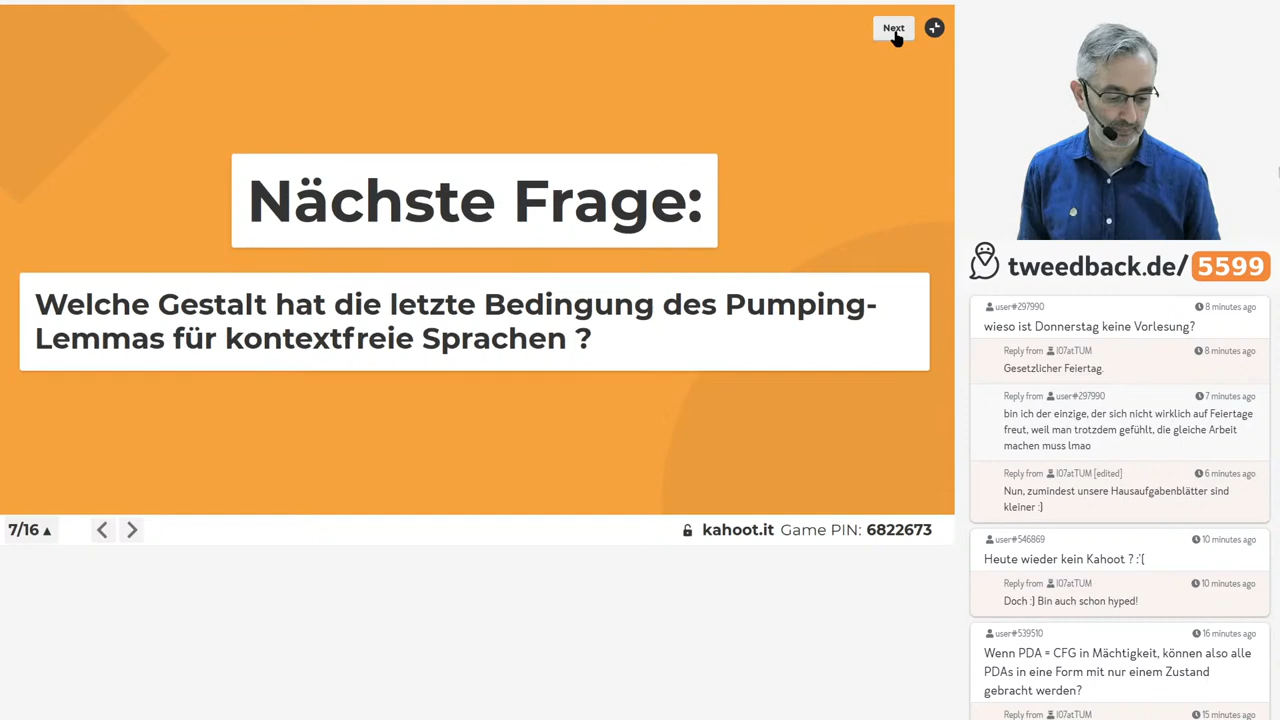 Next
Nächste Frage:
Welche Gestalt hat die letzte Bedingung des Pumping-
Lemmas für kontextfreie Sprachen ?
7/16 ▲
kahoot.it Game PIN: 6822673
tweedback.de/ 5599
user#297990 8 minutes ago
wieso ist Donnerstag keine Vorlesung?
Reply from I07atTUM 8 minutes ago
Gesetzlicher Feiertag.
Reply from user#297990 7 minutes ago
bin ich der einzige, der sich nicht wirklich auf Feiertage
freut, weil man trotzdem gefühlt, die gleiche Arbeit
machen muss lmao
Reply from I07atTUM [edited] 6 minutes ago
Nun, zumindest unsere Hausaufgabenblätter sind
kleiner :)
user#546869 10 minutes ago
Heute wieder kein Kahoot ? :'(
Reply from I07atTUM 10 minutes ago
Doch :) Bin auch schon hyped!
user#539510 16 minutes ago
Wenn PDA = CFG in Mächtigkeit, können also alle
PDAs in eine Form mit nur einem Zustand
gebracht werden?
Reply from I07atTUM 15 minutes ago